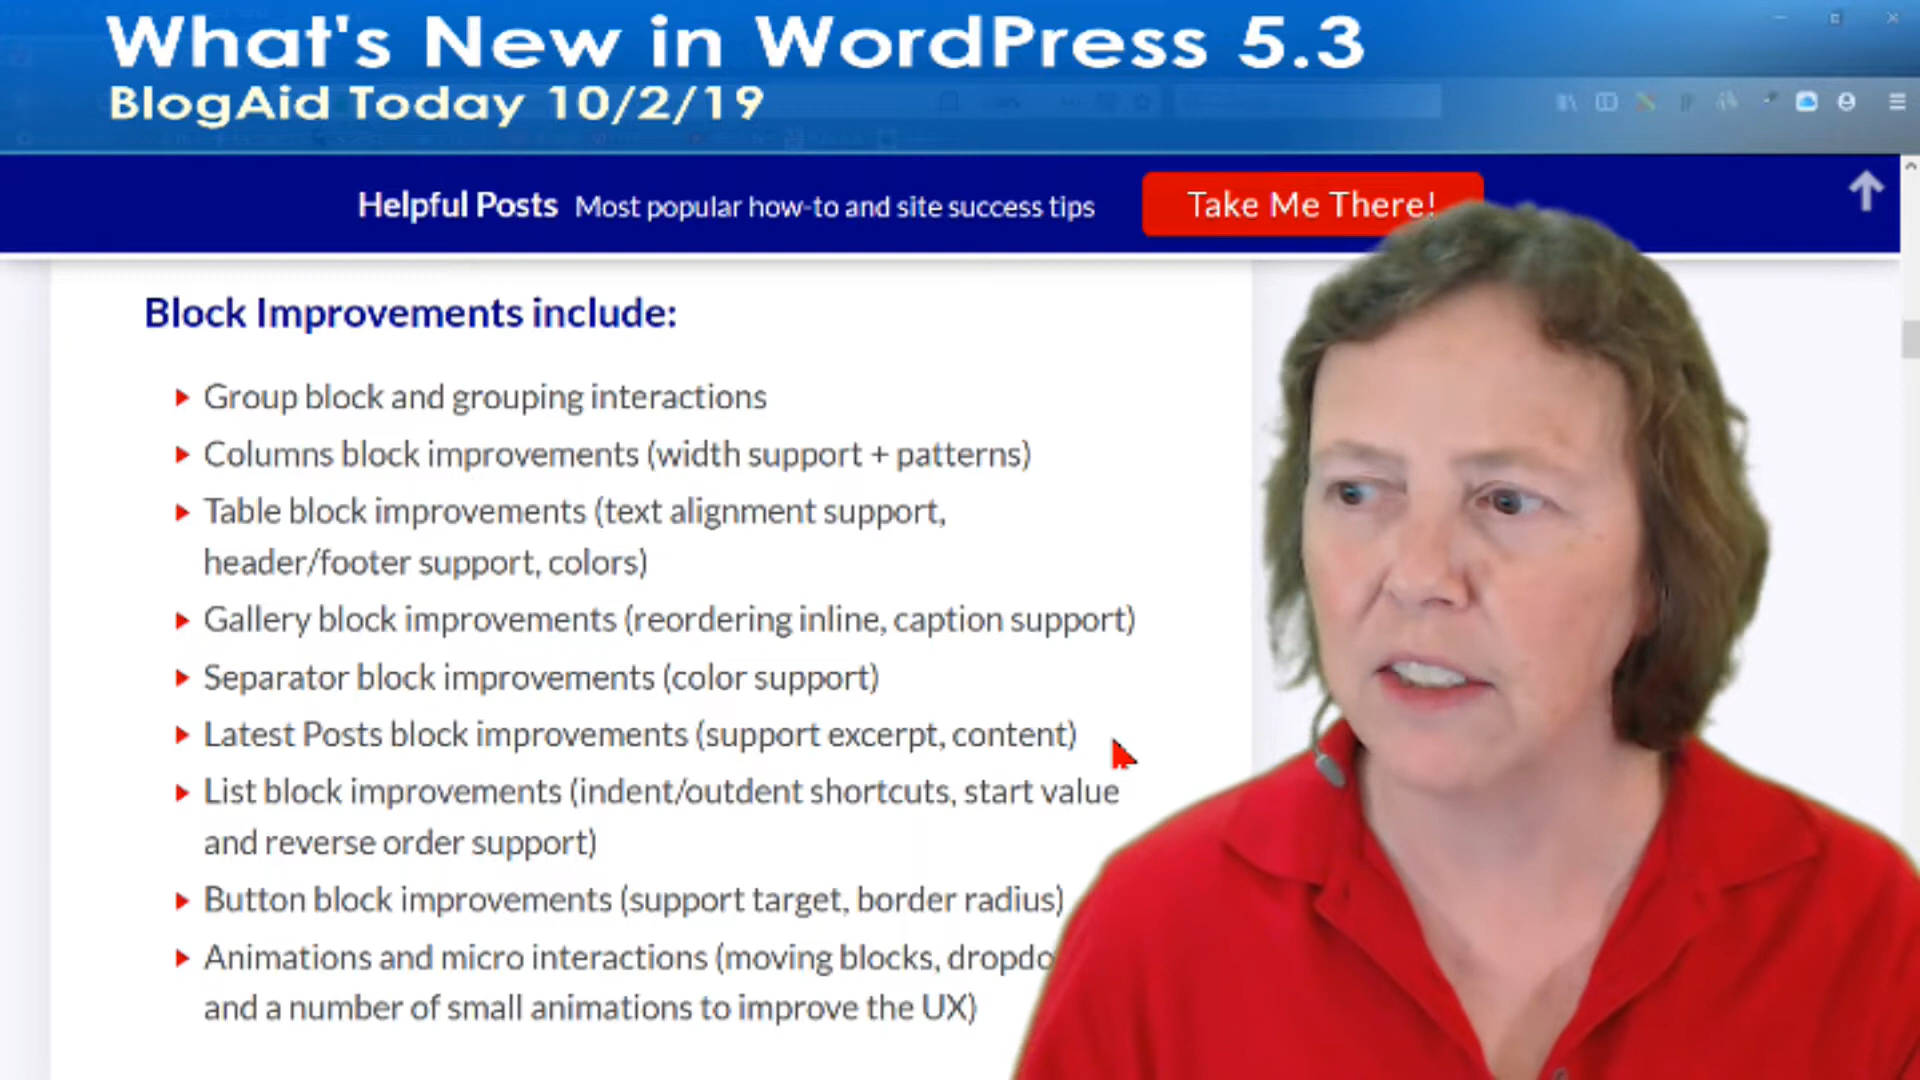 What's New in WordPress 5.3
BlogAid Today 10/2/19
Helpful Posts Most popular how-to and site success tips Take Me There!
Block Improvements include:
Group block and grouping interactions
Columns block improvements (width support + patterns)
Table block improvements (text alignment support,
header/footer support, colors)
Gallery block improvements (reordering inline, caption support)
Separator block improvements (color support)
Latest Posts block improvements (support excerpt, content)
List block improvements (indent/outdent shortcuts, start value
and reverse order support)
Button block improvements (support target, border radius)
Animations and micro interactions (moving blocks,
and a number of small animations to improve the UX)